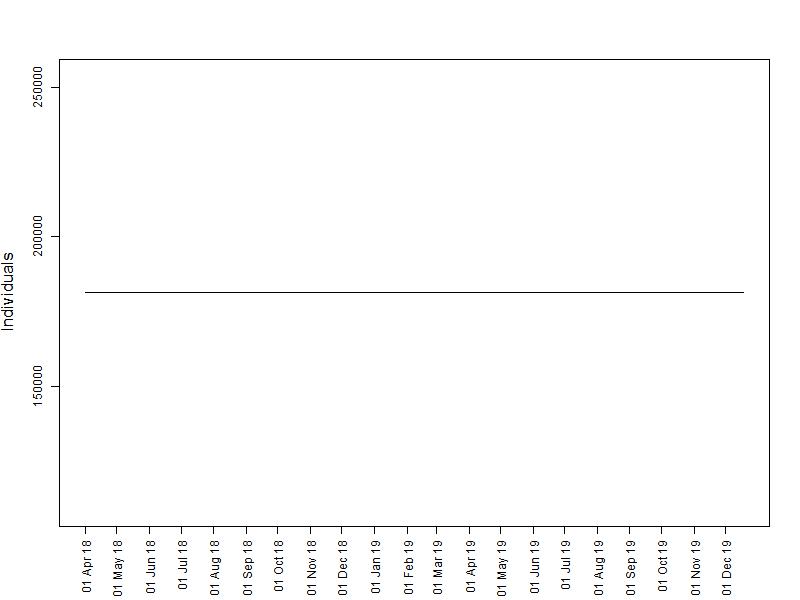 Individuals
250000
200000
150000
01 Apr 18
01 May 18
01 Jun 18
01 Jul 18
01 Aug 18
01 Sep 18
01 Oct 18
01 Nov 18
01 Dec 18
01 Jan 19
01 Feb 19
01 Mar 19
01 Apr 19
01 May 19
01 Jun 19
01 Jul 19
01 Aug 19
01 Sep 19
01 Oct 19
01 Nov 19
01 Dec 19